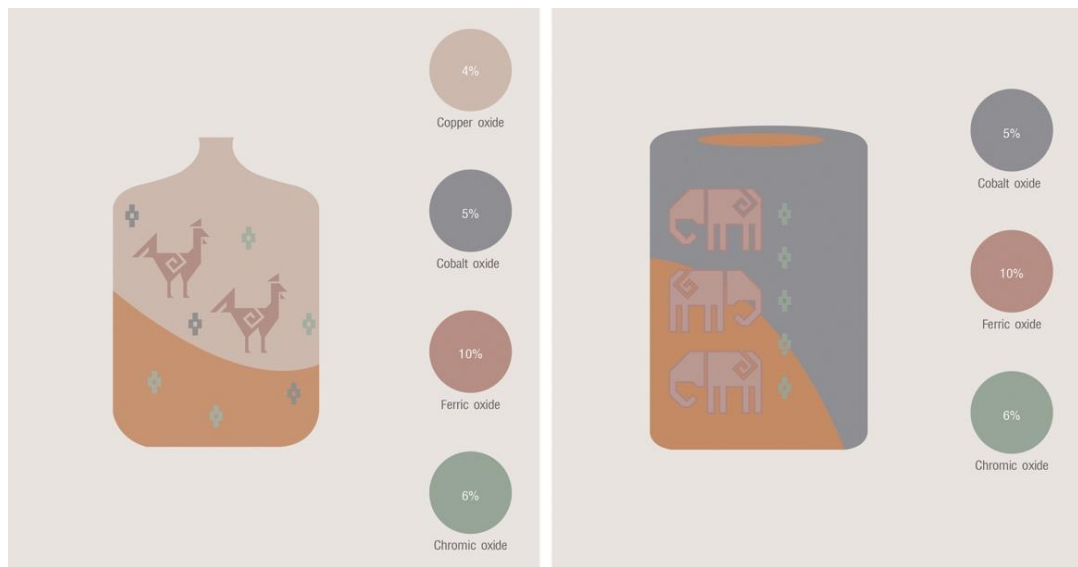 4%
Copper oxide
5%
Cobalt oxide
10%
Ferric oxide
6%
Chromic oxide
5%
Cobalt oxide
10%
Ferric oxide
6%
Chromic oxide